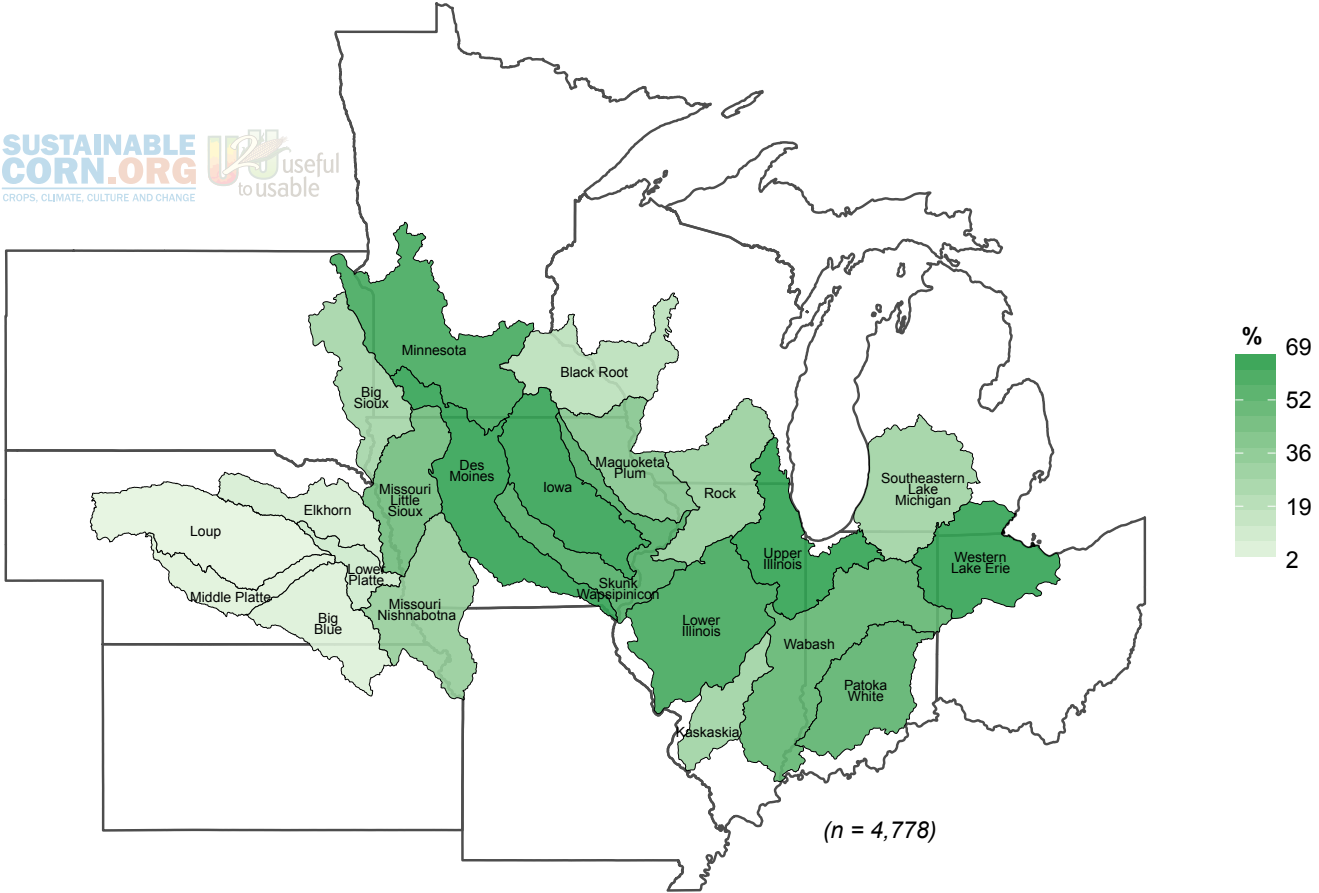 SUSTAINABLE
CORN.ORG
CROPS, CLIMATE, CULTURE AND CHANGE
U2U useful
to usable
%
69
52
36
19
2
Minnesota
Black Root
Big
Sioux
Des
Moines
Iowa
Maguoketa
Plum
Rock
Southeastern
Lake
Michigan
Missouri
Little
Sioux
Elkhorn
Loup
Lower
Platte
Middle Platte
Big
Blue
Missouri
Nishnabotna
Skunk
Wapsipinicon
Upper
Illinois
Western
Lake Erie
Lower
Illinois
Wabash
Patoka
White
Kaskaskia
(n = 4,778)